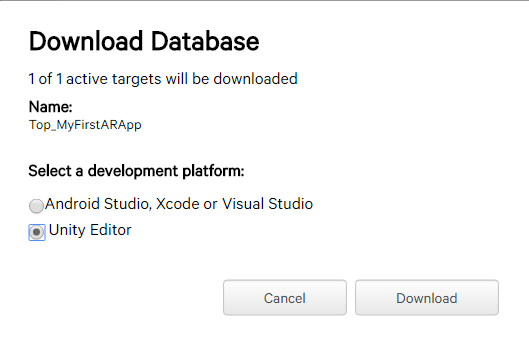 Download Database
1 of 1 active targets will be downloaded
Name:
Top_MyFirstARApp
Select a development platform:
Android Studio, Xcode or Visual Studio
Unity Editor
Cancel
Download